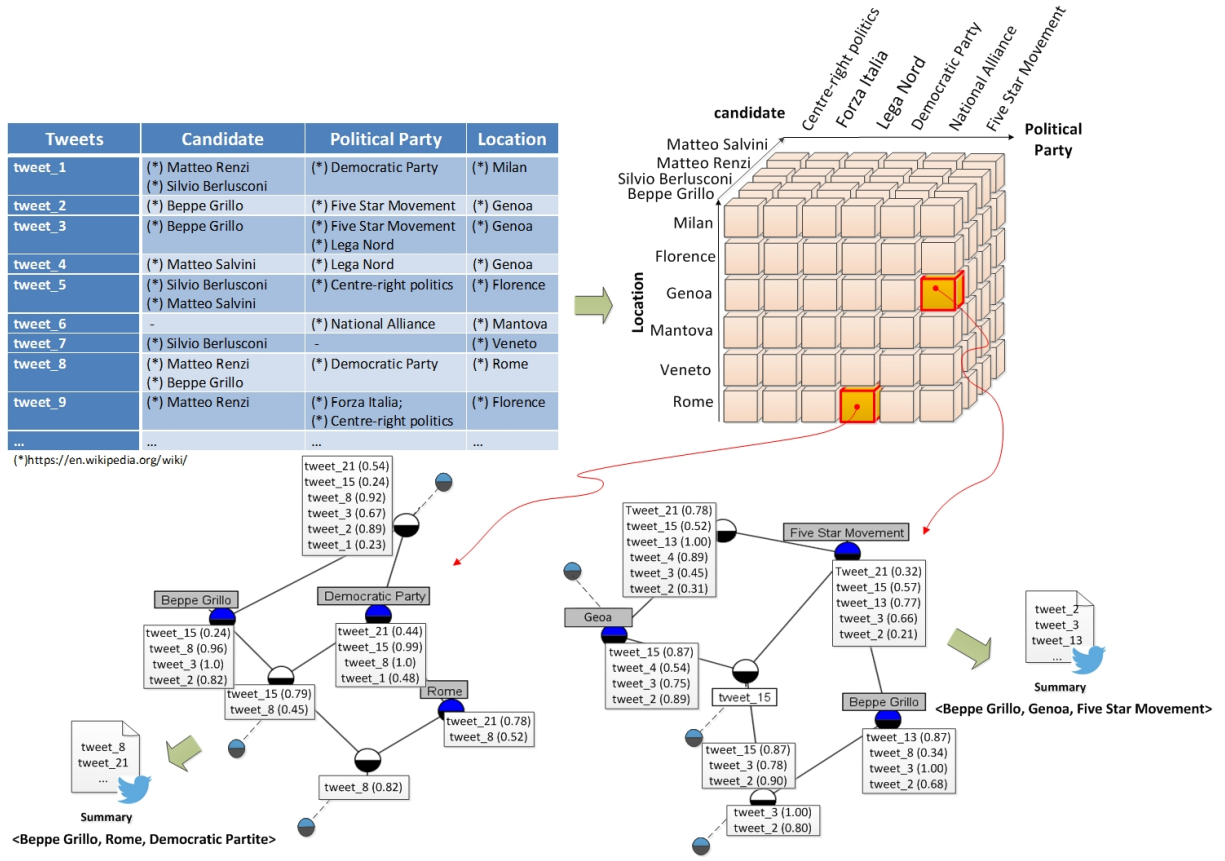 Tweets Candidate Political Party Location
tweet_1 (*) Matteo Renzi (*) Democratic Party (*) Milan
(*) Silvio Berlusconi
tweet_2 (*) Beppe Grillo (*) Five Star Movement (*) Genoa
tweet_3 (*) Beppe Grillo (*) Five Star Movement (*) Genoa
(*) Lega Nord
tweet_4 (*) Matteo Salvini (*) Lega Nord (*) Genoa
tweet_5 (*) Silvio Berlusconi (*) Centre-right politics (*) Florence
(*) Matteo Salvini
tweet_6 - (*) National Alliance (*) Mantova
tweet_7 (*) Silvio Berlusconi - (*) Veneto
tweet_8 (*) Matteo Renzi (*) Democratic Party (*) Rome
(*) Beppe Grillo
tweet_9 (*) Matteo Renzi (*) Forza Italia; (*) Florence
(*) Centre-right politics
... ... ... ...
(*)https://en.wikipedia.org/wiki/
candidate
Centre-right politics
Forza Italia
Lega Nord
Democratic Party
National Alliance
Five Star Movement
Political
Party
Matteo Salvini
Matteo Renzi
Silvio Berlusconi
Beppe Grillo
Location
Milan
Florence
Genoa
Mantova
Veneto
Rome
tweet_21 (0.54)
tweet_15 (0.24)
tweet_8 (0.92)
tweet_3 (0.67)
tweet_2 (0.89)
tweet_1 (0.23)
Beppe Grillo
tweet_15 (0.24)
tweet_8 (0.96)
tweet_3 (1.0)
tweet_2 (0.82)
Democratic Party
tweet_21 (0.44)
tweet_15 (0.99)
tweet_8 (1.0)
tweet_1 (0.48)
tweet_15 (0.79)
tweet_8 (0.45)
Rome
tweet_21 (0.78)
tweet_8 (0.52)
tweet_8 (0.82)
tweet_8
tweet_21
...
Summary
<Beppe Grillo, Rome, Democratic Partite>
Tweet_21 (0.78)
tweet_15 (0.52)
tweet_13 (1.00)
tweet_4 (0.89)
tweet_3 (0.45)
tweet_2 (0.31)
Five Star Movement
Tweet_21 (0.32)
tweet_15 (0.57)
tweet_13 (0.77)
tweet_3 (0.66)
tweet_2 (0.21)
Geoa
tweet_15 (0.87)
tweet_4 (0.54)
tweet_3 (0.75)
tweet_2 (0.89)
tweet_15
Beppe Grillo
tweet_13 (0.87)
tweet_8 (0.34)
tweet_3 (1.00)
tweet_2 (0.68)
tweet_15 (0.87)
tweet_3 (0.78)
tweet_2 (0.90)
tweet_3 (1.00)
tweet_2 (0.80)
tweet_2
tweet_3
tweet_13
...
Summary
<Beppe Grillo, Genoa, Five Star Movement>